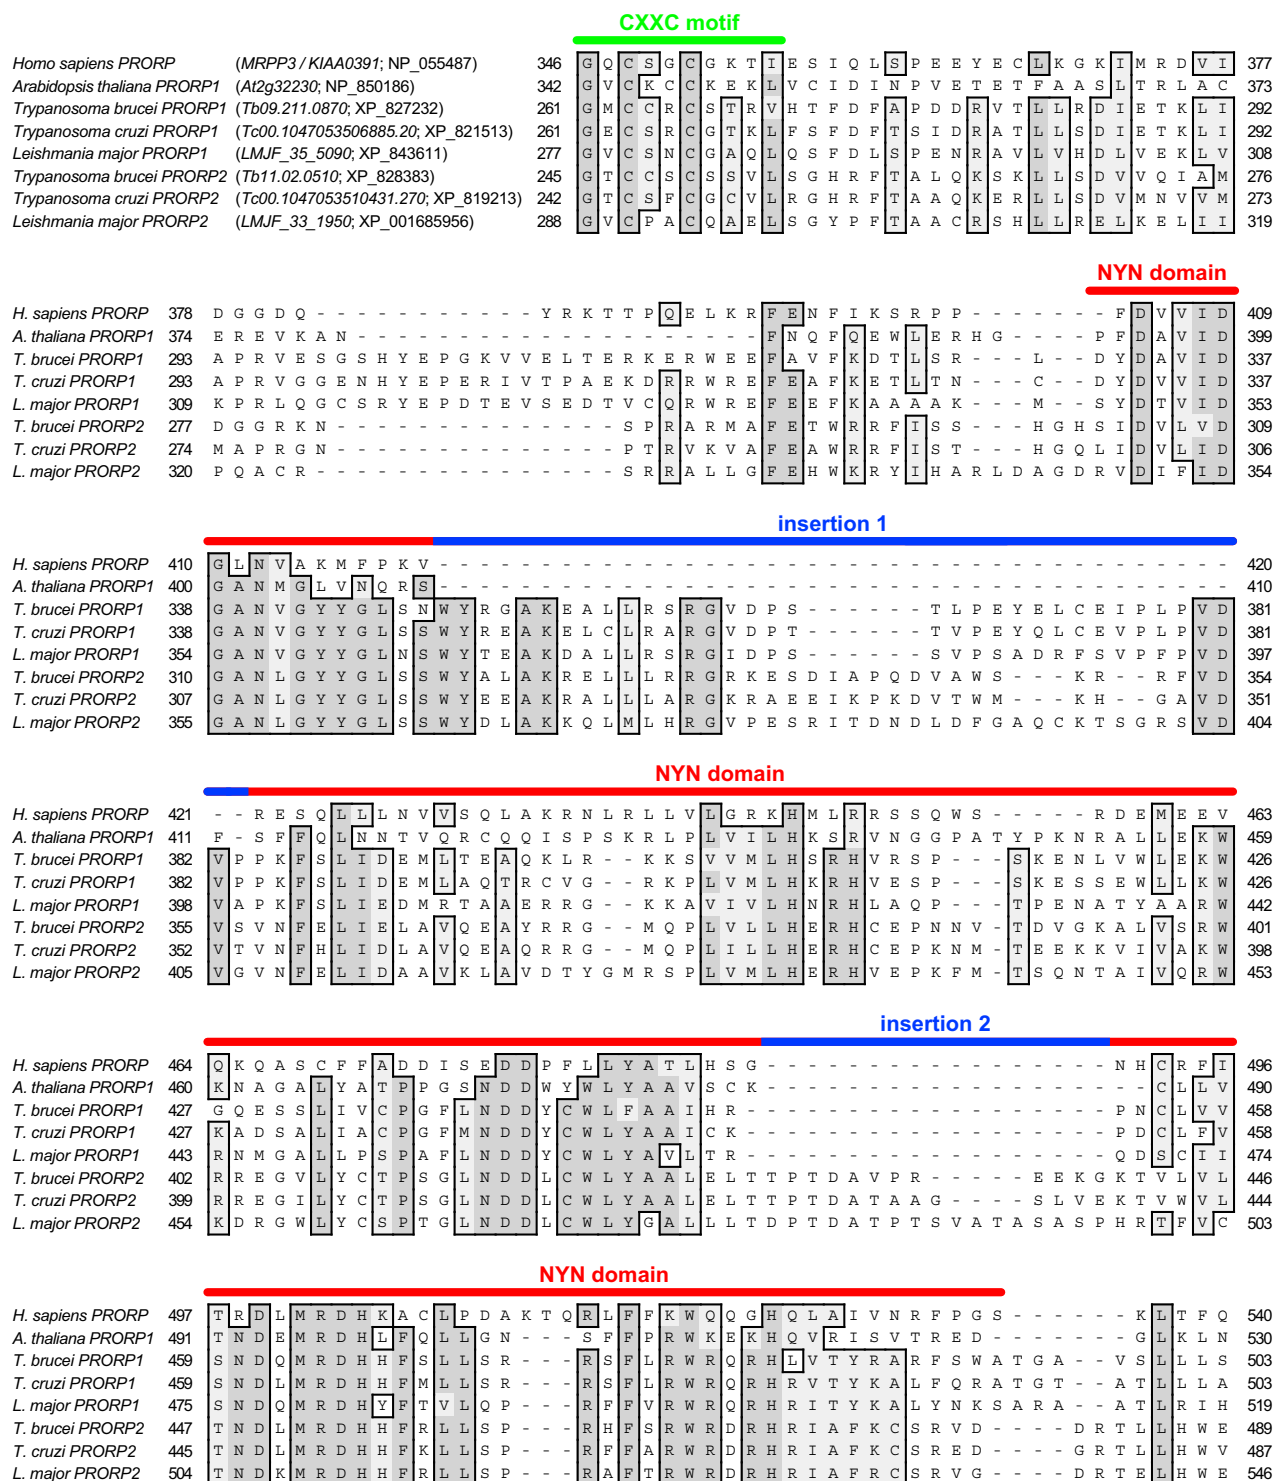 CXXC motif
Homo sapiens PRORP (MRPP3 / KIAA0391; NP_055487) 346 G Q C S G C G K T I E S I Q L S P E E Y E C L K G K I M R D V I 377
Arabidopsis thaliana PRORP1 (At2g32230; NP_850186) 342 G V C K C C K E K L V C I D I N P V E T E T F A A S L T R L A C 373
Trypanosoma brucei PRORP1 (Tb09.211.0870; XP_827232) 261 G M C C R C S T R V H T F D F A P D D R V T L L R D I E T K L I 292
Trypanosoma cruzi PRORP1 (Tc00.1047053506885.20; XP_821513) 261 G E C S R C G T K L F S F D F T S I D R A T L L S D I E T K L I 292
Leishmania major PRORP1 (LMJF_35_5090; XP_843611) 277 G V C S N C G A Q L Q S F D L S P E N R A V L V H D L V E K L V 308
Trypanosoma brucei PRORP2 (Tb11.02.0510; XP_828383) 245 G T C C S C S S V L S G H R F T A L Q K S K L L S D V V Q I A M 276
Trypanosoma cruzi PRORP2 (Tc00.1047053510431.270; XP_819213) 242 G T C S F C G C V L R G H R F T A A Q K E R L L S D V M N V V M 273
Leishmania major PRORP2 (LMJF_33_1950; XP_001685956) 288 G V C P A C Q A E L S G Y P F T A A C R S H L L R E L K E L I I 319
NYN domain
H. sapiens PRORP 378 D G G D Q - - - - - - - - - - - Y R K T T P Q E L K R F E N F I K S R P P - - - - - - F D V V I D 409
A. thaliana PRORP1 374 E R E V K A N - - - - - - - - - - - - - - - - - - - - F N Q F Q E W L E R H G - - - - P F D A V I D 399
T. brucei PRORP1 293 A P R V E S G S H Y E P G K V V E L T E R K E R W E E F A V F K D T L S R - - - L - - D Y D A V I D 337
T. cruzi PRORP1 293 A P R V G G E N H Y E P E R I V T P A E K D R R W R E F E A F K E T L T N - - - C - - D Y D V V I D 337
L. major PRORP1 309 K P R L Q G C S R Y E P D T E V S E D T V C Q R W R E F E E F K A A A A K - - - M - - S Y D T V I D 353
T. brucei PRORP2 277 D G G R K N - - - - - - - - - - - - - - S P R A R M A F E T W R R F I S S - - - H G H S I D V L V D 309
T. cruzi PRORP2 274 M A P R G N - - - - - - - - - - - - - - P T R V K V A F E A W R R F I S T - - - H G Q L I D V L I D 306
L. major PRORP2 320 P Q A C R - - - - - - - - - - - - - - - S R R A L L G F E H W K R Y I H A R L D A G D R V D I F I D 354
insertion 1
H. sapiens PRORP 410 G L N V A K M F P K V - - - - - - - - - - - - - - - - - - - - - - - - - - - - - - - - - - - - - - - 420
A. thaliana PRORP1 400 G A N M G L V N Q R S - - - - - - - - - - - - - - - - - - - - - - - - - - - - - - - - - - - - - - - 410
T. brucei PRORP1 338 G A N V G Y Y G L S N W Y R G A K E A L L R S R G V D P S - - - - - - T L P E Y E L C E I P L P V D 381
T. cruzi PRORP1 338 G A N V G Y Y G L S S W Y R E A K E L C L R A R G V D P T - - - - - - T V P E Y Q L C E V P L P V D 381
L. major PRORP1 354 G A N V G Y Y G L N S W Y T E A K D A L L R S R G I D P S - - - - - - S V P S A D R F S V P F P V D 397
T. brucei PRORP2 310 G A N L G Y Y G L S S W Y A L A K R E L L L R R G R K E S D I A P Q D V A W S - - - K R - - R F V D 354
T. cruzi PRORP2 307 G A N L G Y Y G L S S W Y E E A K R A L L L A R G K R A E E I K P K D V T W M - - - K H - - G A V D 351
L. major PRORP2 355 G A N L G Y Y G L S S W Y D L A K K Q L M L H R G V P E S R I T D N D L D F G A Q C K T S G R S V D 404
NYN domain
H. sapiens PRORP 421 - - R E S Q L L L N V V S Q L A K R N L R L L V L G R K H M L R R S S Q W S - - - - - R D E M E E V 463
A. thaliana PRORP1 411 F - S F F Q L N N T V Q R C Q Q I S P S K R L P L V I L H K S R V N G G P A T Y P K N R A L L E K W 459
T. brucei PRORP1 382 V P P K F S L I D E M L T E A Q K L R - - K K S V V M L H S R H V R S P - - - S K E N L V W L E K W 426
T. cruzi PRORP1 382 V P P K F S L I D E M L A Q T R C V G - - R K P L V M L H K R H V E S P - - - S K E S S E W L L K W 426
L. major PRORP1 398 V A P K F S L I E D M R T A A E R R G - - K K A V I V L H N R H L A Q P - - - T P E N A T Y A A R W 442
T. brucei PRORP2 355 V S V N F E L I E L A V Q E A Y R R G - - M Q P L V L L H E R H C E P N N V - T D V G K A L V S R W 401
T. cruzi PRORP2 352 V T V N F H L I D L A V Q E A Q R R G - - M Q P L I L L H E R H C E P K N M - T E E K K V I V A K W 398
L. major PRORP2 405 V G V N F E L I D A A V K L A V D T Y G M R S P L V M L H E R H V E P K F M - T S Q N T A I V Q R W 453
insertion 2
H. sapiens PRORP 464 Q K Q A S C F F A D D I S E D D P F L L Y A T L H S G - - - - - - - - - - - - - - - - - N H C R F I 496
A. thaliana PRORP1 460 K N A G A L Y A T P P G S N D D W Y W L Y A A V S C K - - - - - - - - - - - - - - - - - - - C L L V 490
T. brucei PRORP1 427 G Q E S S L I V C P G F L N D D Y C W L F A A I H R - - - - - - - - - - - - - - - - - - P N C L V V 458
T. cruzi PRORP1 427 K A D S A L I A C P G F M N D D Y C W L Y A A I C K - - - - - - - - - - - - - - - - - - P D C L F V 458
L. major PRORP1 443 R N M G A L L P S P A F L N D D Y C W L Y A V L T R - - - - - - - - - - - - - - - - - - Q D S C I I 474
T. brucei PRORP2 402 R R E G V L Y C T P S G L N D D L C W L Y A A L E L T T P T D A V P R - - - - - E E K G K T V L V L 446
T. cruzi PRORP2 399 R R E G I L Y C T P S G L N D D L C W L Y A A L E L T T P T D A T A A G - - - - S L V E K T V W V L 444
L. major PRORP2 454 K D R G W L Y C S P T G L N D D L C W L Y G A L L L T D P T D A T P T S V A T A S A S P H R T F V C 503
NYN domain
H. sapiens PRORP 497 T R D L M R D H K A C L P D A K T Q R L F F K W Q Q G H Q L A I V N R F P G S - - - - - - K L T F Q 540
A. thaliana PRORP1 491 T N D E M R D H L F Q L L G N - - - S F F P R W K E K H Q V R I S V T R E D - - - - - - - G L K L N 530
T. brucei PRORP1 459 S N D Q M R D H H F S L L S R - - - R S F L R W R Q R H L V T Y R A R F S W A T G A - - V S L L L S 503
T. cruzi PRORP1 459 S N D L M R D H H F M L L S R - - - R S F L R W R Q R H R V T Y K A L F Q R A T G T - - A T L L L A 503
L. major PRORP1 475 S N D Q M R D H Y F T V L Q P - - - R F F V R W R Q R H R I T Y K A L Y N K S A R A - - A T L R I H 519
T. brucei PRORP2 447 T N D L M R D H H F R L L S P - - - R H F S R W R D R H R I A F K C S R V D - - - - D R T L L H W E 489
T. cruzi PRORP2 445 T N D L M R D H H F K L L S P - - - R F F A R W R D R H R I A F K C S R E D - - - - G R T L L H W V 487
L. major PRORP2 504 T N D K M R D H H F R L L S P - - - R A F T R W R D R H R I A F R C S R V G - - - - D R T E L H W E 546